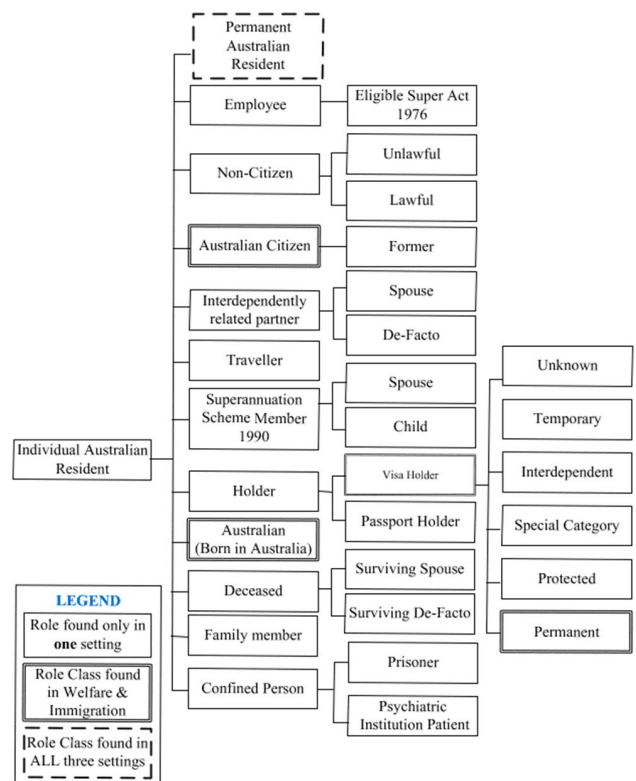 Permanent
Australian
Resident
Employee
Eligible Super Act
1976
Non-Citizen
Unlawful
Lawful
Australian Citizen
Former
Interdependently
related partner
Spouse
De-Facto
Traveller
Superannuation
Scheme Member
1990
Spouse
Child
Individual Australian
Resident
Holder
Visa Holder
Passport Holder
Unknown
Temporary
Interdependent
Special Category
Protected
Permanent
Australian
(Born in Australia)
Deceased
Surviving Spouse
Surviving De-Facto
Family member
Confined Person
Prisoner
Psychiatric
Institution Patient
LEGEND
Role found only in
one setting
Role Class found
in Welfare &
Immigration
Role Class found in
ALL three settings